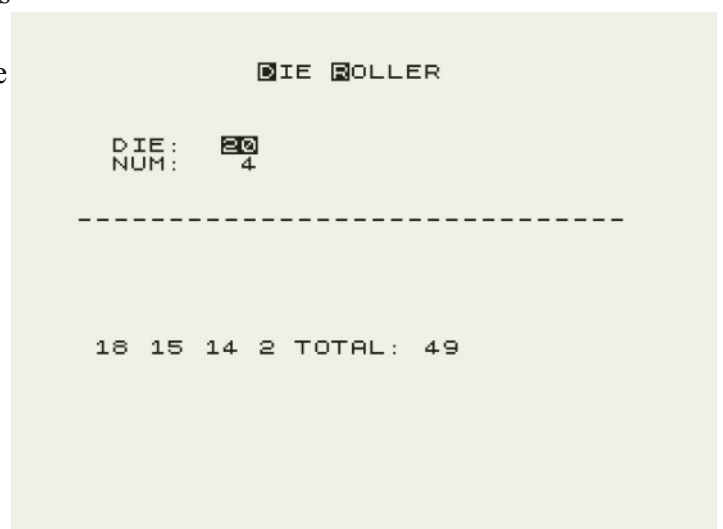 s
e
DIE ROLLER
DIE: 20
NUM: 4
-------------------------------
18 15 14 2 TOTAL: 49